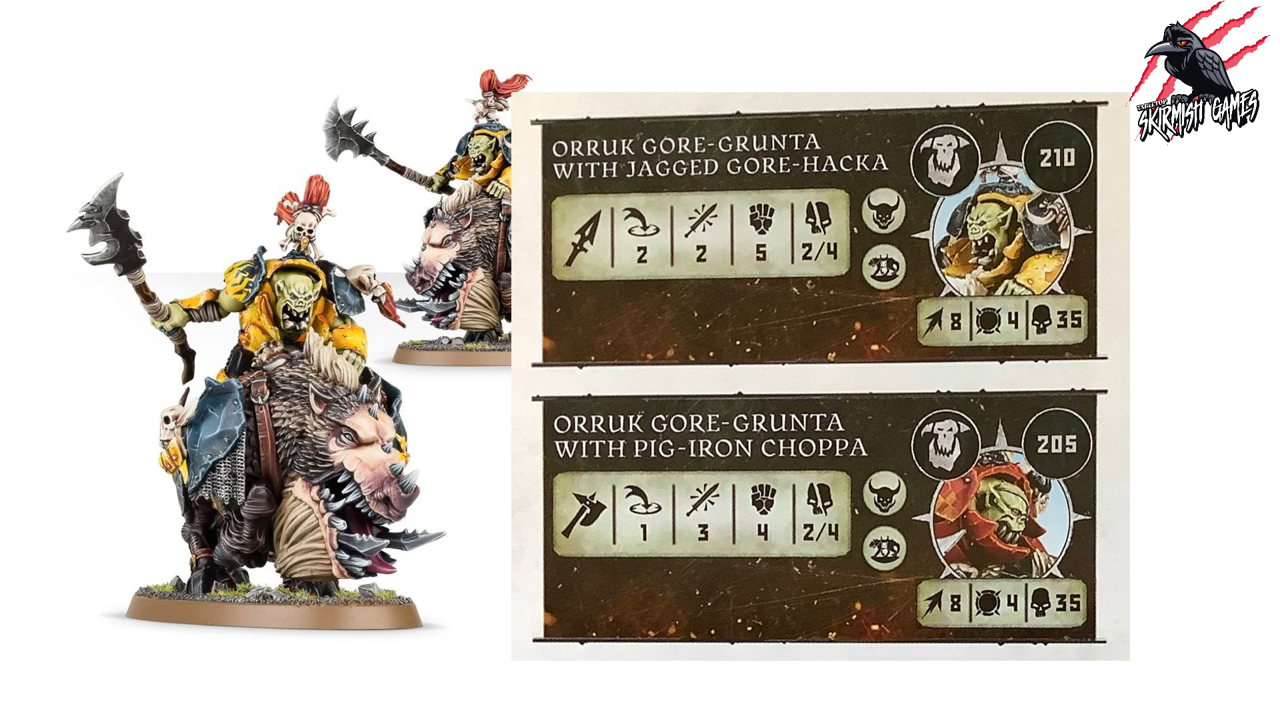 TABLETOP
SKIRMISH GAMES
ORRUK GORE-GRUNTA
WITH JAGGED GORE-HACKA
210
2 2 5 2/4
8 4 35
ORRUK GORE-GRUNTA
WITH PIG-IRON CHOPPA
205
1 3 4 2/4
8 4 35